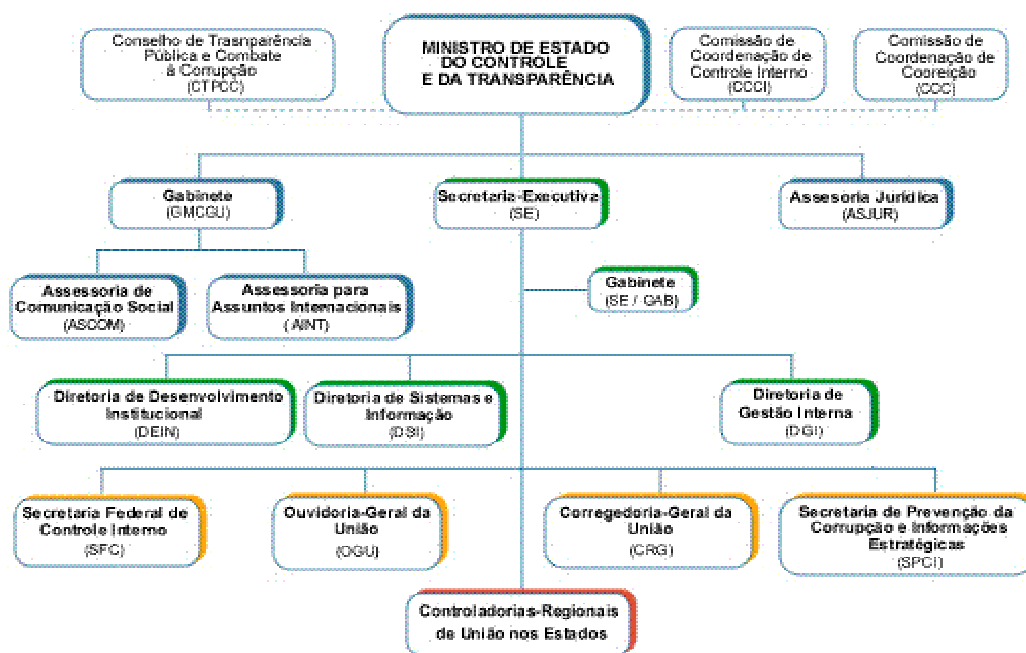 Conselho de Trasnparência
Pública e Combate
à Corrupção
(CTPCC)
MINISTRO DE ESTADO
DO CONTROLE
E DA TRANSPARÊNCIA
Comissão de
Coordenação de
Controle Interno
(CCCI)
Comissão de
Coordenação de
Cooreição
(COC)
Gabinete
(GMCGU)
Secretaria-Executiva
(SE)
Assesoria Jurídica
(ASJUR)
Assessoria de
Comunicação Social
(ASCOM)
Assessoria para
Assuntos Internacionais
(AINT)
Gabinete
(SE / GAB)
Diretoria de Desenvolvimento
Institucional
(DEIN)
Diretoria de Sistemas e
Informação
(DSI)
Diretoria de
Gestão Interna
(DGI)
Secretaria Federal de
Controle Interno
(SFC)
Ouvidoria-Geral da
União
(OGU)
Corregedoria-Geral da
União
(CRG)
Secretaria de Prevenção da
Corrupção e Informações
Estratégicas
(SPCI)
Controladorias-Regionais
de União nos Estados